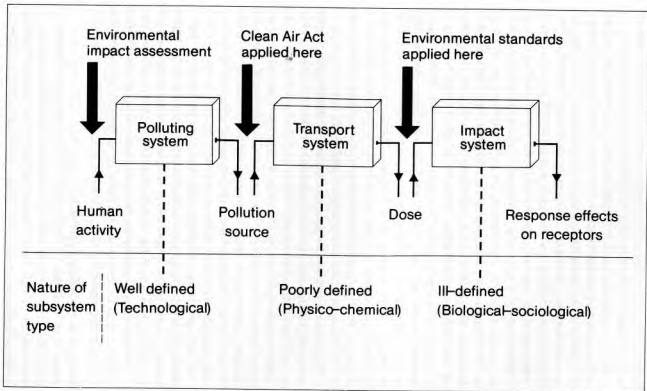 Environmental
impact assessment
Clean Air Act
applied here
Environmental standards
applied here
Polluting
system
Transport
system
Impact
system
Human
activity
Pollution
source
Dose
Response effects
on receptors
Nature of
subsystem
type
Well defined
(Technological)
Poorly defined
(Physico–chemical)
Ill–defined
(Biological–sociological)